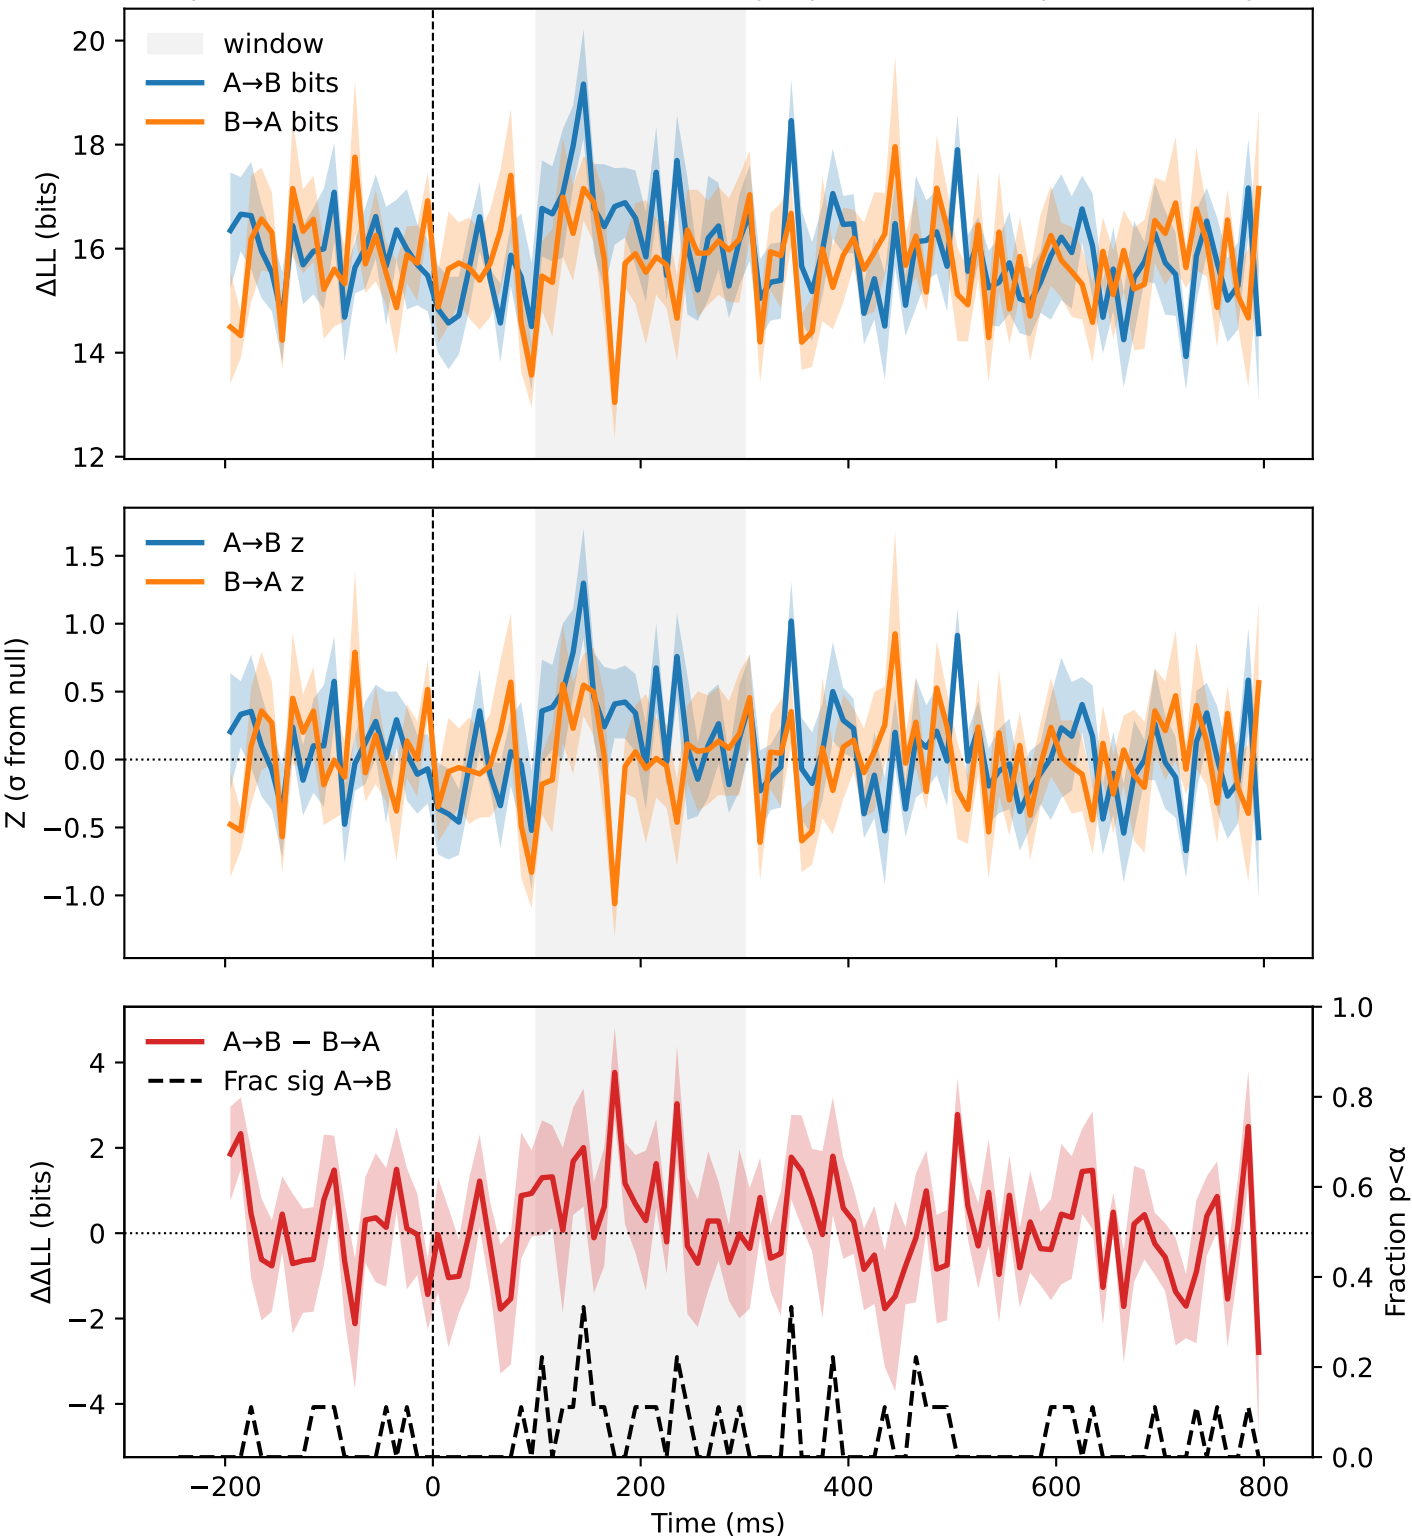 20
18
16
14
12
ΔLL (bits)
window
A→B bits
B→A bits
1.5
1.0
0.5
0.0
−0.5
−1.0
Z (σ from null)
A→B z
B→A z
4
2
0
−2
−4
ΔΔLL (bits)
A→B − B→A
Frac sig A→B
1.0
0.8
0.6
0.4
0.2
0.0
Fraction p<α
−200 0 200 400 600 800
Time (ms)